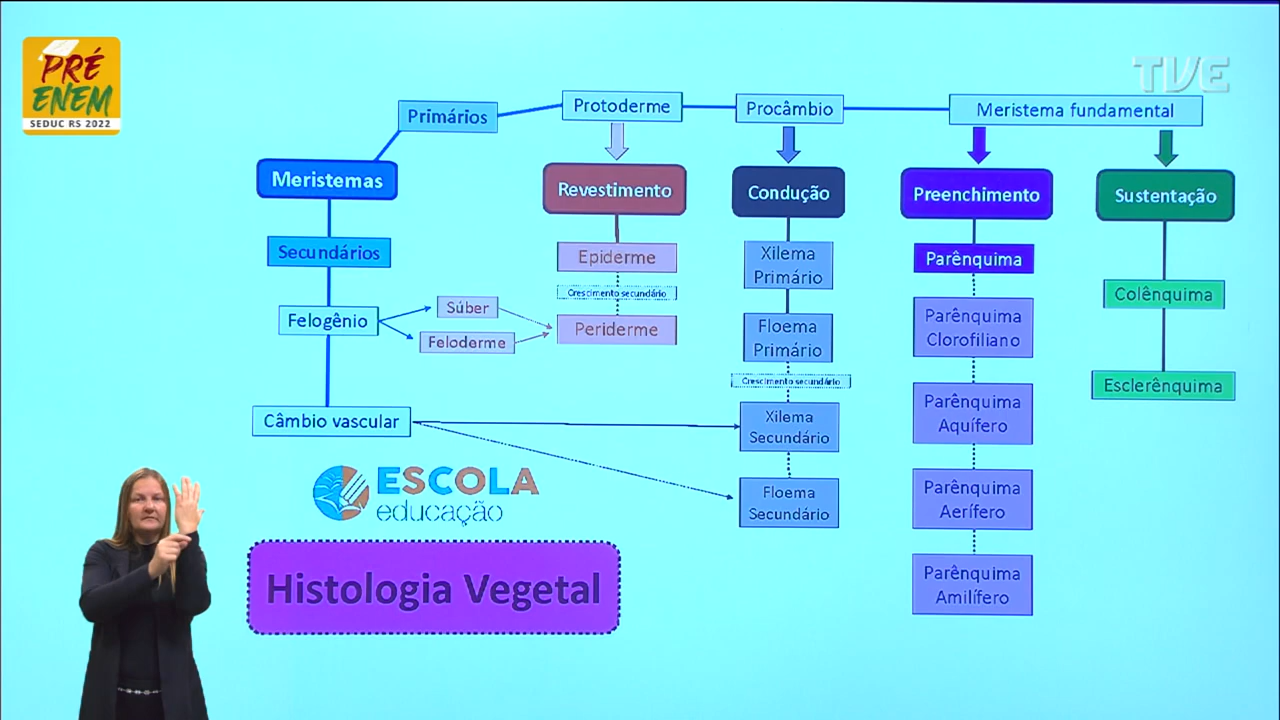 PRÉ
ENEM
SEDUC RS 2022
TVE
Primários
Protoderme
Procâmbio
Meristema fundamental
Meristemas
Revestimento
Condução
Preenchimento
Sustentação
Secundários
Epiderme
Crescimento secundário
Periderme
Xilema
Primário
Floema
Primário
Crescimento secundário
Xilema
Secundário
Floema
Secundário
Parênquima
Parênquima
Clorofiliano
Parênquima
Aquífero
Parênquima
Aerífero
Parênquima
Amilífero
Colênquima
Esclerênquima
Felogênio
Súber
Feloderme
Câmbio vascular
ESCOLA
educação
Histologia Vegetal